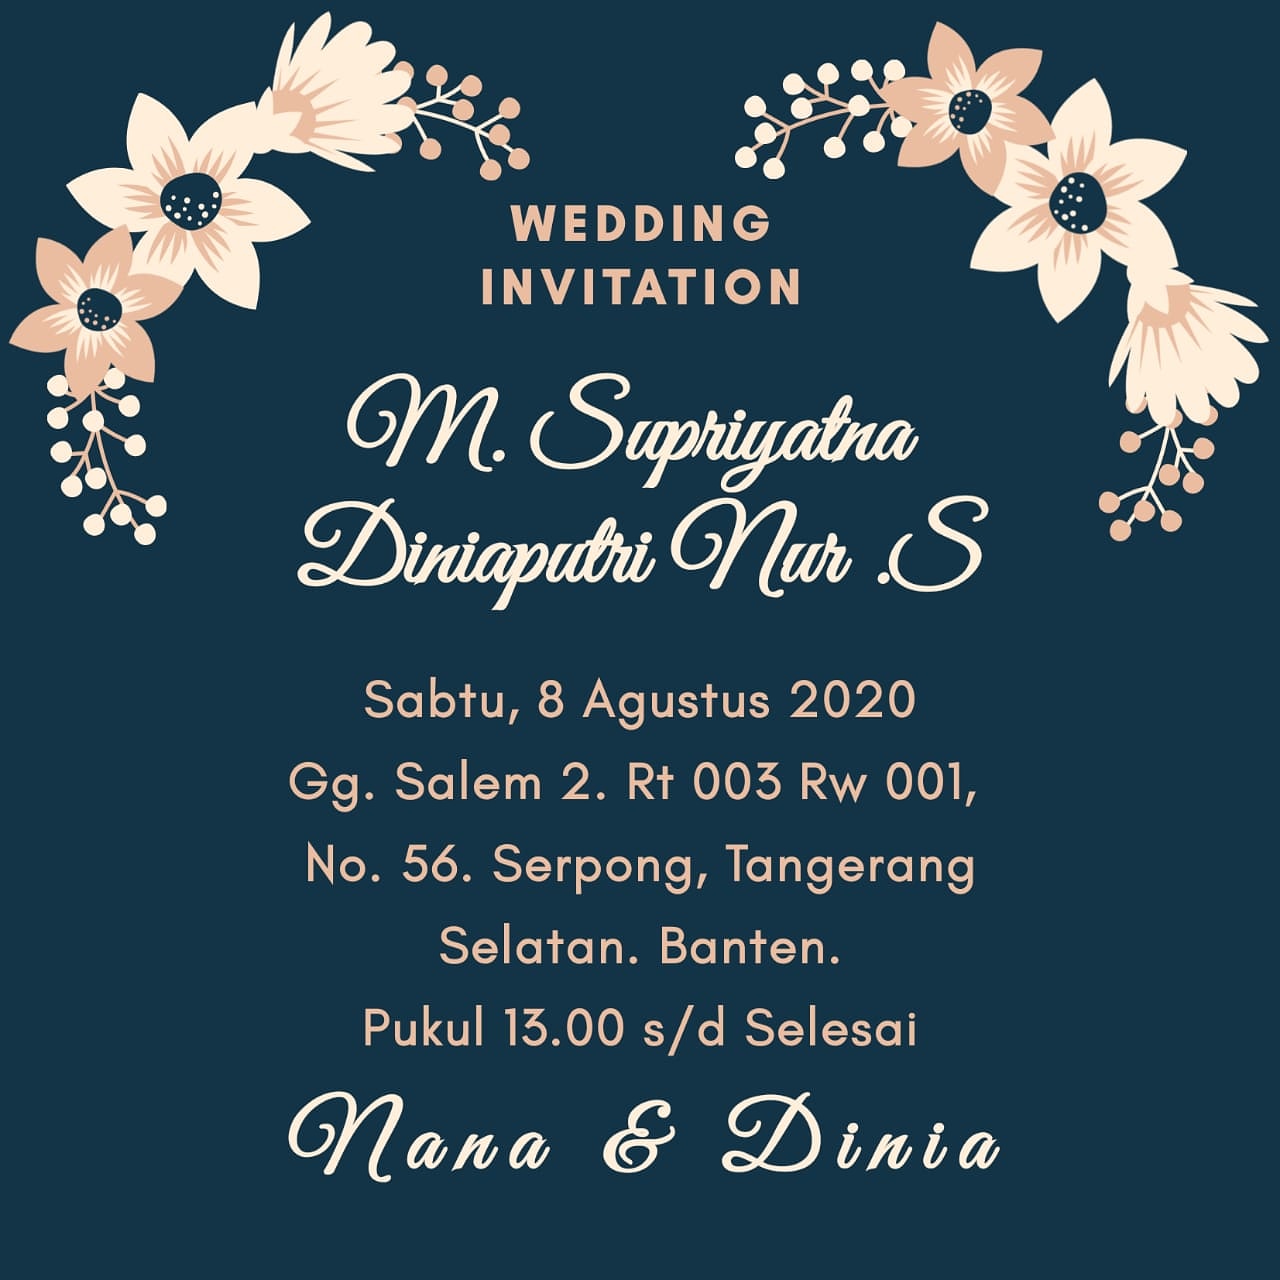 WEDDING
INVITATION
M. Supriyatna
Diniaputri Nur .S
Sabtu, 8 Agustus 2020
Gg. Salem 2. Rt 003 Rw 001,
No. 56. Serpong, Tangerang
Selatan. Banten.
Pukul 13.00 s/d Selesai
Nana & Dinia